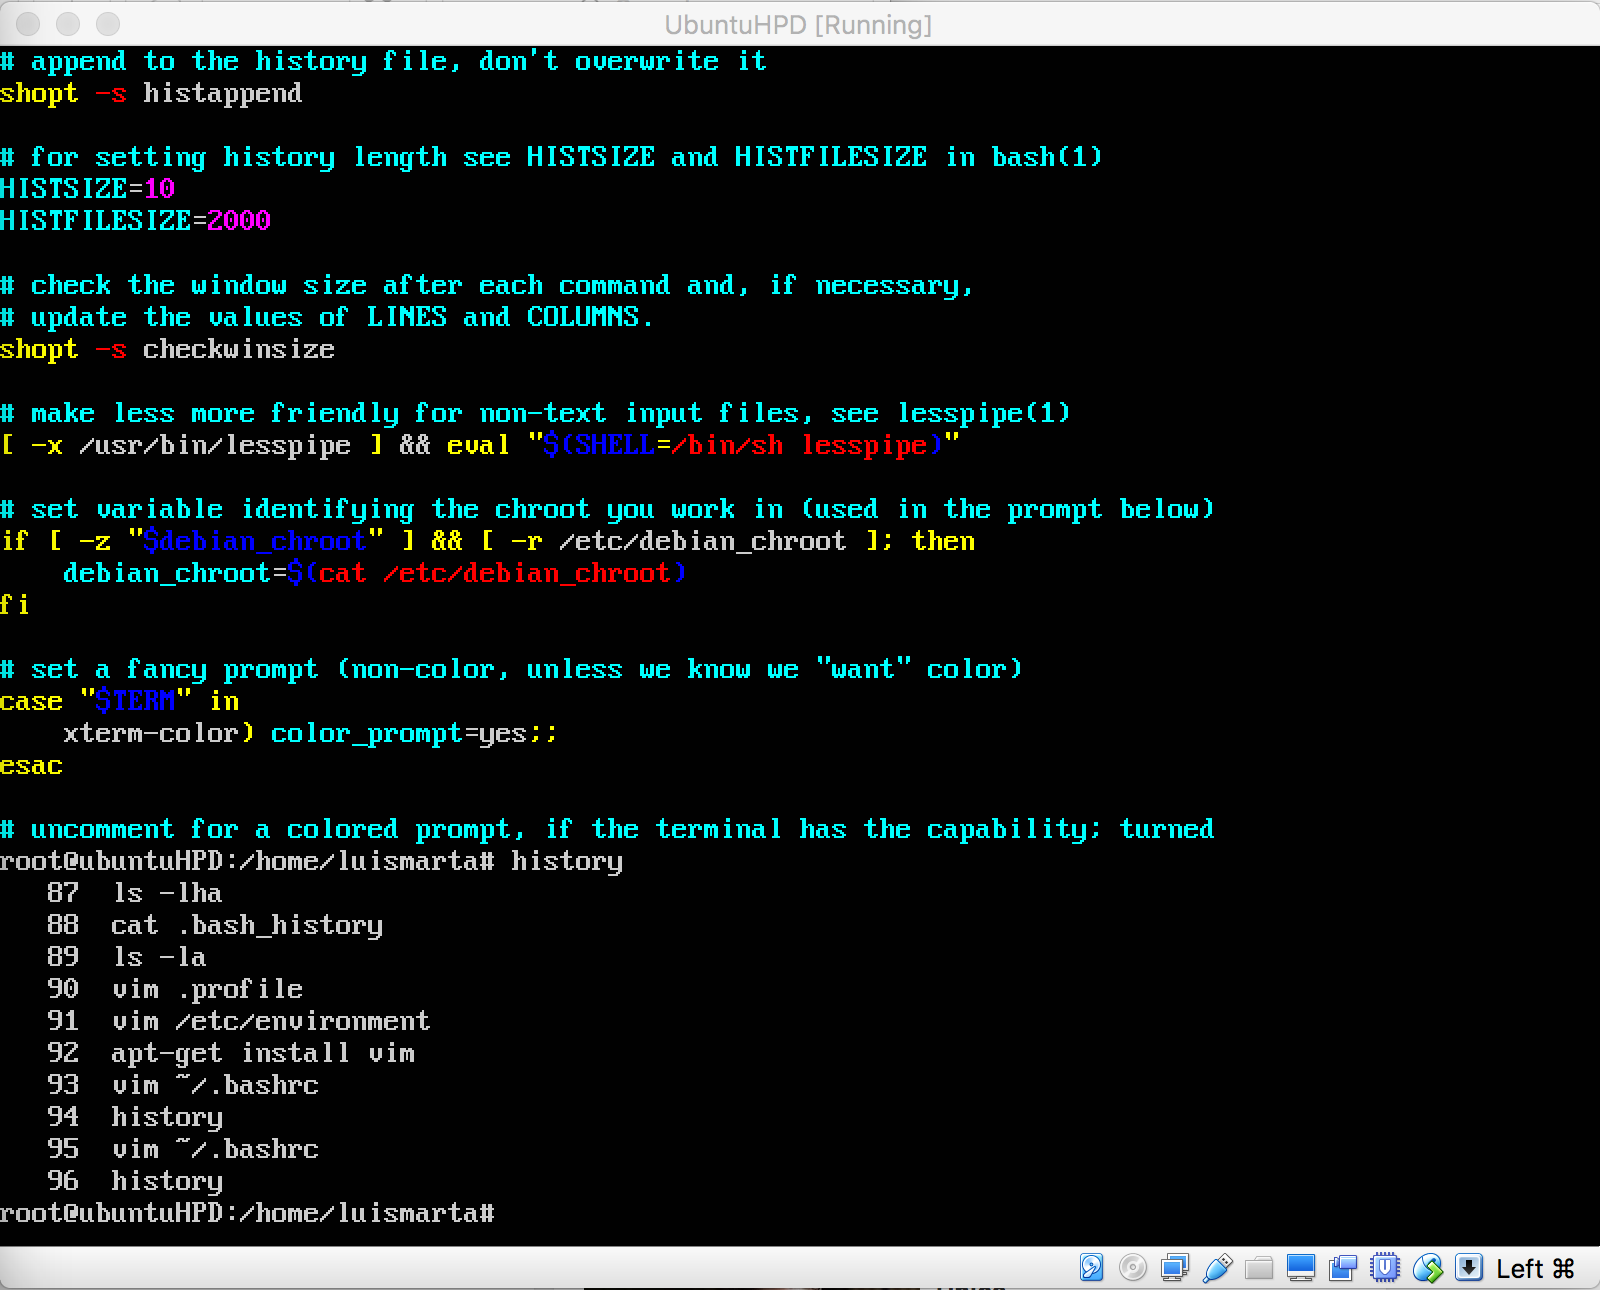 UbuntuHPD [Running]
# append to the history file, don't overwrite it
shopt -s histappend
# for setting history length see HISTSIZE and HISTFILESIZE in bash(1)
HISTSIZE=10
HISTFILESIZE=2000
# check the window size after each command and, if necessary,
# update the values of LINES and COLUMNS.
shopt -s checkwinsize
# make less more friendly for non-text input files, see lesspipe(1)
[ -x /usr/bin/lesspipe ] && eval "$(SHELL=/bin/sh lesspipe)"
# set variable identifying the chroot you work in (used in the prompt below)
if [ -z "$debian_chroot" ] && [ -r /etc/debian_chroot ]; then
    debian_chroot=$(cat /etc/debian_chroot)
fi
# set a fancy prompt (non-color, unless we know we "want" color)
case "$TERM" in
    xterm-color) color_prompt=yes;;
esac
# uncomment for a colored prompt, if the terminal has the capability; turned
root@ubuntuHPD:/home/luismarta# history
   87  ls -lha
   88  cat .bash_history
   89  ls -la
   90  vim .profile
   91  vim /etc/environment
   92  apt-get install vim
   93  vim ~/.bashrc
   94  history
   95  vim ~/.bashrc
   96  history
root@ubuntuHPD:/home/luismarta#
Left ⌘